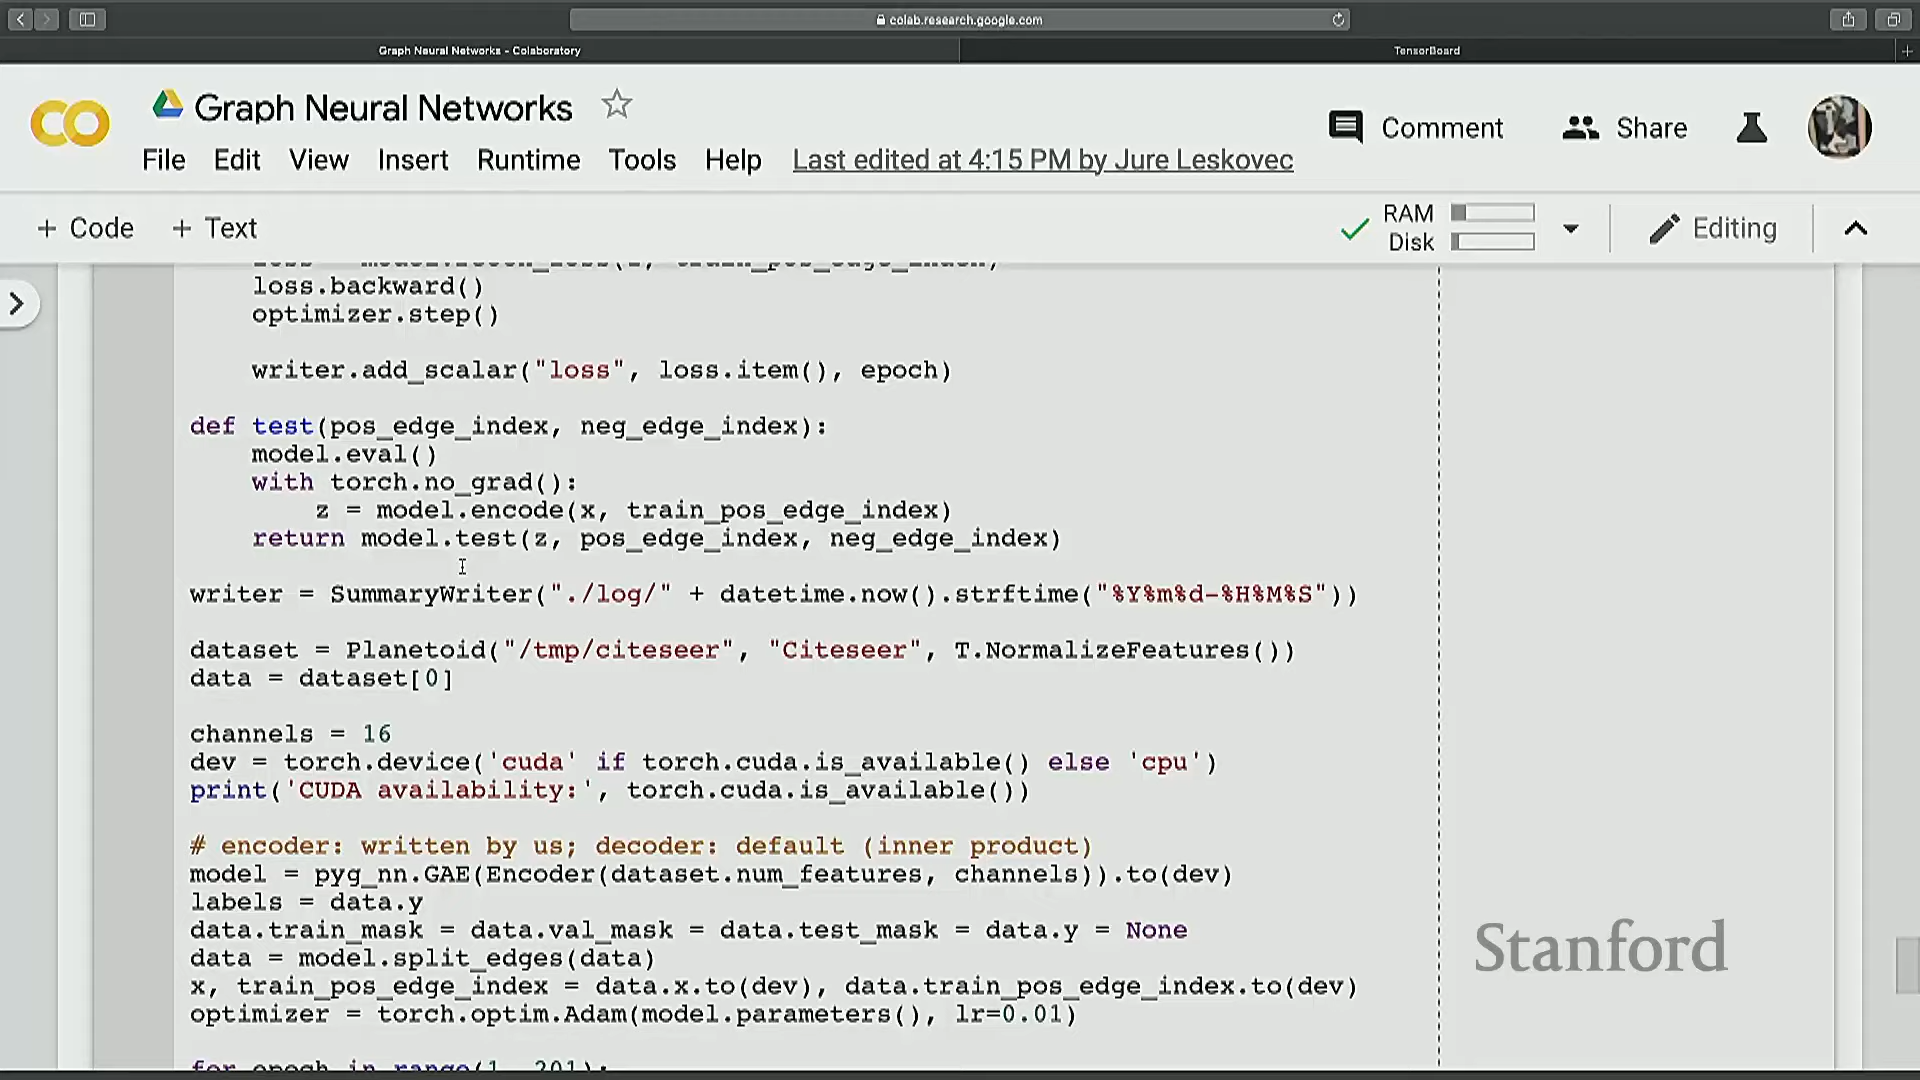 colab.research.google.com
Graph Neural Networks - Colaboratory
TensorBoard
CO
Graph Neural Networks
Comment
Share
File Edit View Insert Runtime Tools Help Last edited at 4:15 PM by Jure Leskovec
+ Code + Text
RAM
Disk
Editing
loss.backward()
optimizer.step()
writer.add_scalar("loss", loss.item(), epoch)
def test(pos_edge_index, neg_edge_index):
model.eval()
with torch.no_grad():
z = model.encode(x, train_pos_edge_index)
return model.test(z, pos_edge_index, neg_edge_index)
writer = SummaryWriter("./log/" + datetime.now().strftime("%Y%m%d-%H%M%S"))
dataset = Planetoid("/tmp/citeseer", "Citeseer", T.NormalizeFeatures())
data = dataset[0]
channels = 16
dev = torch.device('cuda' if torch.cuda.is_available() else 'cpu')
print('CUDA availability:', torch.cuda.is_available())
# encoder: written by us; decoder: default (inner product)
model = pyg_nn.GAE(Encoder(dataset.num_features, channels)).to(dev)
labels = data.y
data.train_mask = data.val_mask = data.test_mask = data.y = None
data = model.split_edges(data)
x, train_pos_edge_index = data.x.to(dev), data.train_pos_edge_index.to(dev)
optimizer = torch.optim.Adam(model.parameters(), lr=0.01)
for epoch in range(1, 201):
Stanford